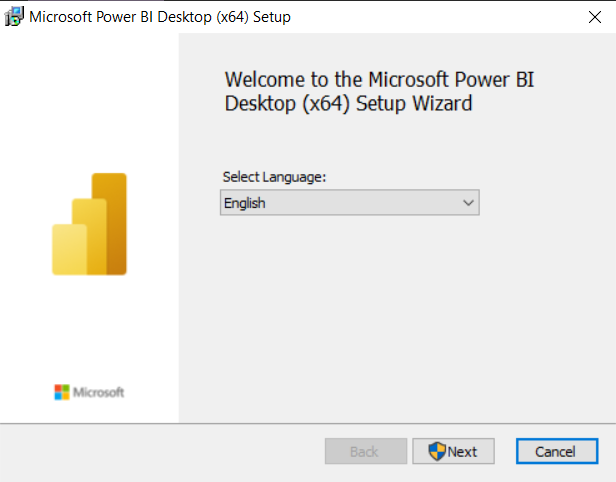 Microsoft Power BI Desktop (x64) Setup
Welcome to the Microsoft Power BI
Desktop (x64) Setup Wizard
Select Language:
English
Microsoft
Back
Next
Cancel